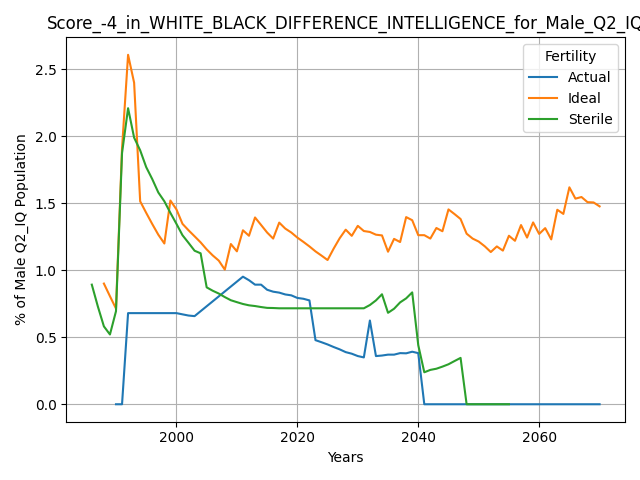 Score_-4_in_WHITE_BLACK_DIFFERENCE_INTELLIGENCE_for_Male_Q2_IQ
% of Male Q2_IQ Population
2.5
2.0
1.5
1.0
0.5
0.0
Fertility
Actual
Ideal
Sterile
2000
2020
2040
2060
Years